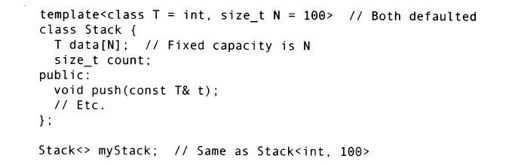 template<class T = int, size_t N = 100>  // Both defaulted
class Stack {
  T data[N];  // Fixed capacity is N
  size_t count;
public:
  void push(const T& t);
  // Etc.
};
Stack<> myStack;  // Same as Stack<int, 100>